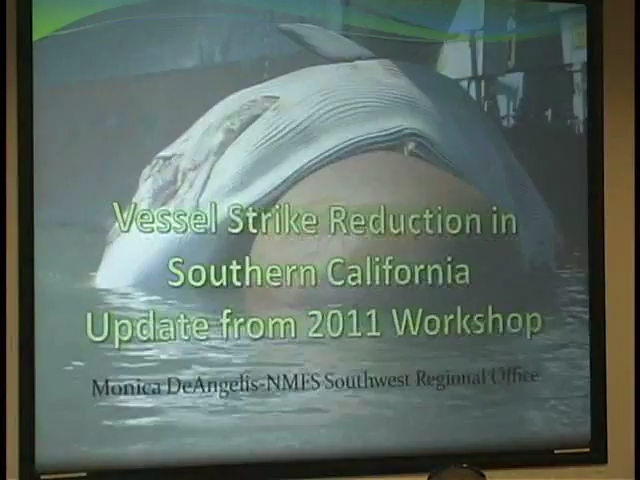 Vessel Strike Reduction in
Southern California
Update from 2011 Workshop
Monica DeAngelis-NMFS Southwest Regional Office